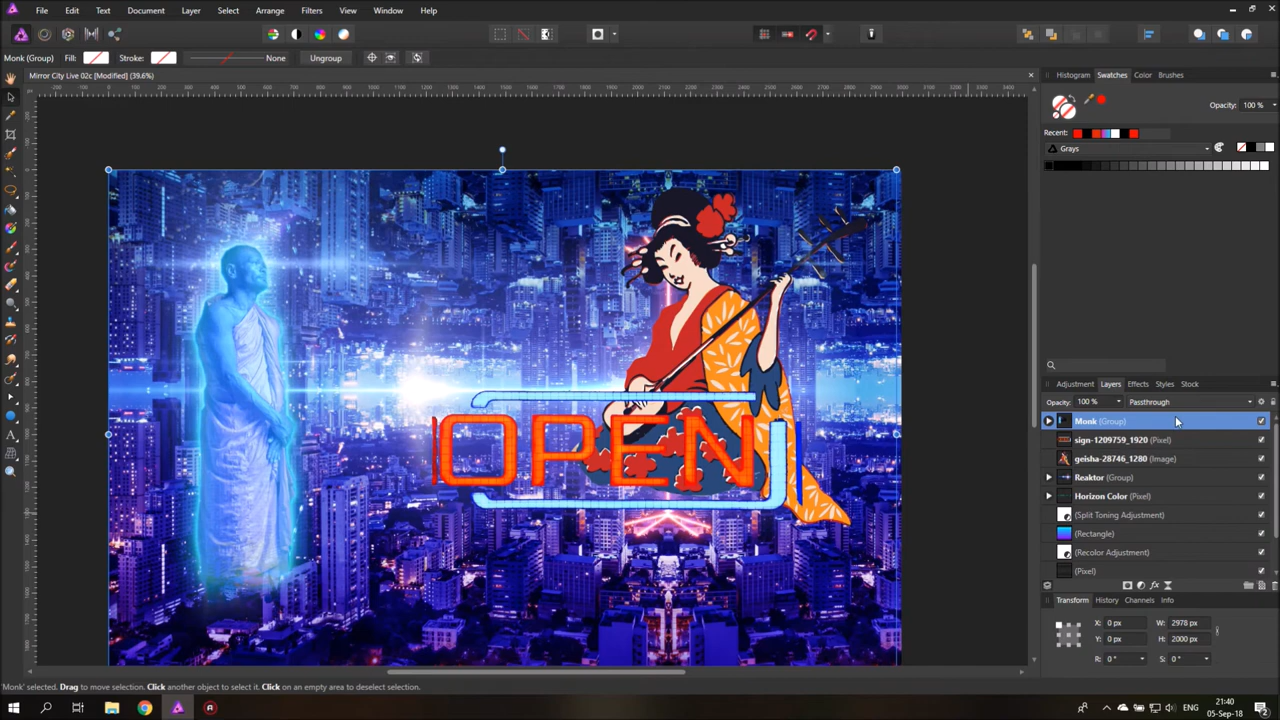 File Edit Text Document Layer Select Arrange Filters View Window Help
Monk (Group) Fill: Stroke: None Ungroup
Mirror City Live 02c [Modified] (39.6%)
Histogram Swatches Color Brushes
Opacity: 100 %
Recent:
Grays
OPEN
Adjustment Layers Effects Styles Stock
Opacity: 100 % Passthrough
Monk (Group)
sign-1209759_1920 (Pixel)
geisha-28746_1280 (Image)
Reaktor (Group)
Horizon Color (Pixel)
(Split Toning Adjustment)
(Rectangle)
(Recolor Adjustment)
(Pixel)
Transform History Channels Info
X: 0 px W: 2978 px
Y: 0 px H: 2000 px
R: 0 ° S: 0 °
'Monk' selected. Drag to move selection. Click another object to select it. Click on an empty area to deselect selection.
ENG 21:40
05-Sep-18